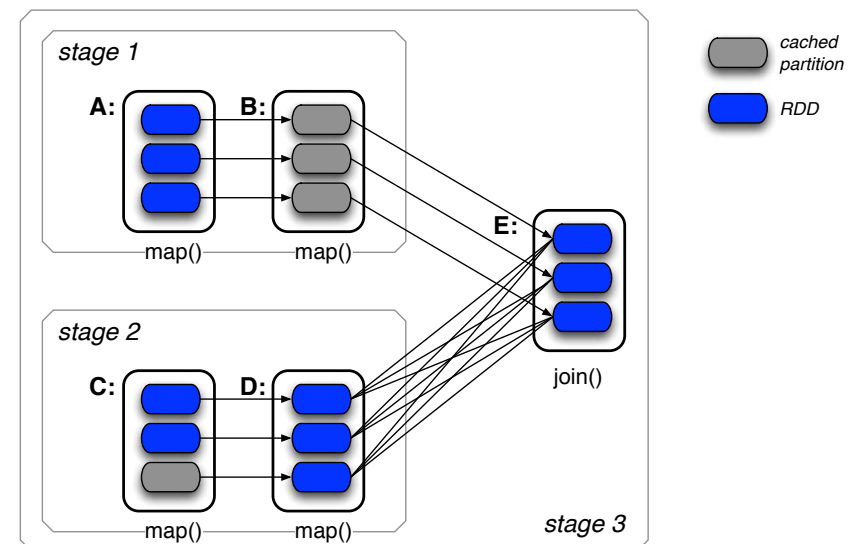 stage 1
cached
partition
RDD
A:
B:
map()
map()
E:
join()
stage 2
C:
D:
map()
map()
stage 3